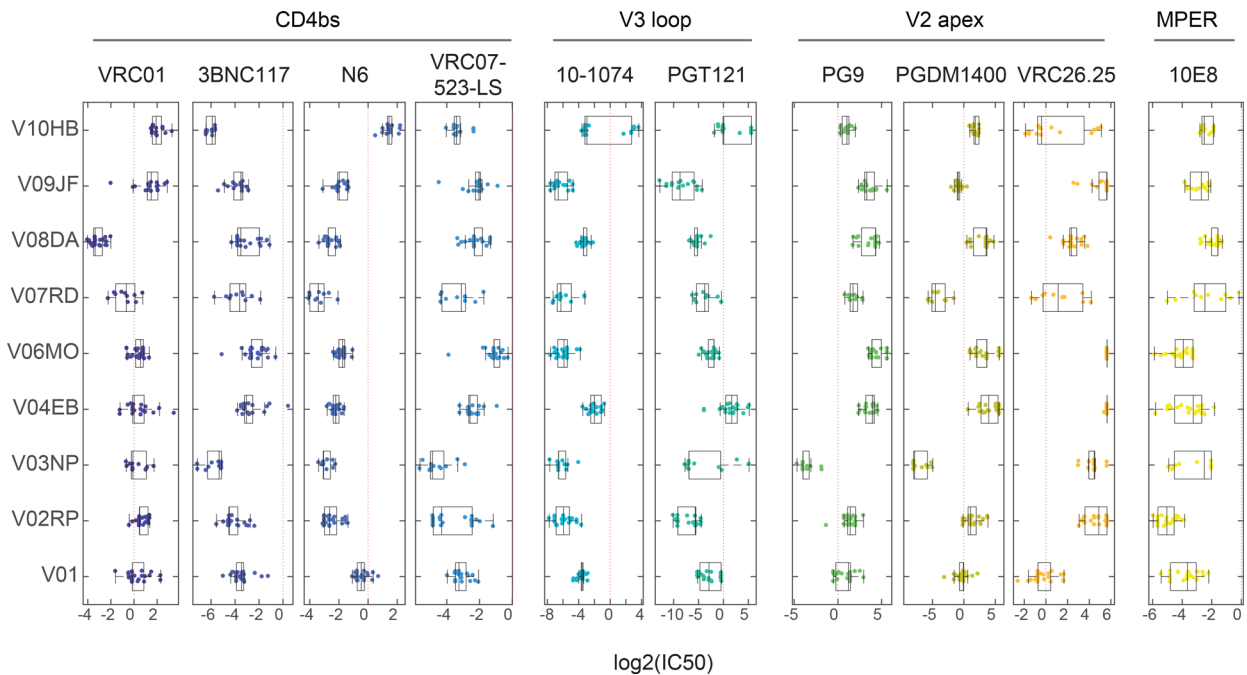 CD4bs V3 loop V2 apex MPER
VRC01 3BNC117 N6 VRC07-523-LS 10-1074 PGT121 PG9 PGDM1400 VRC26.25 10E8
V10HB
V09JF
V08DA
V07RD
V06MO
V04EB
V03NP
V02RP
V01
-4 -2 0 2 -6 -4 -2 0 -4 -2 0 2 -6 -4 -2 0 -8 -4 0 4 -10 -5 0 5 -5 0 5 -5 0 5 -2 0 2 4 6 -6 -4 -2 0
log2(IC50)